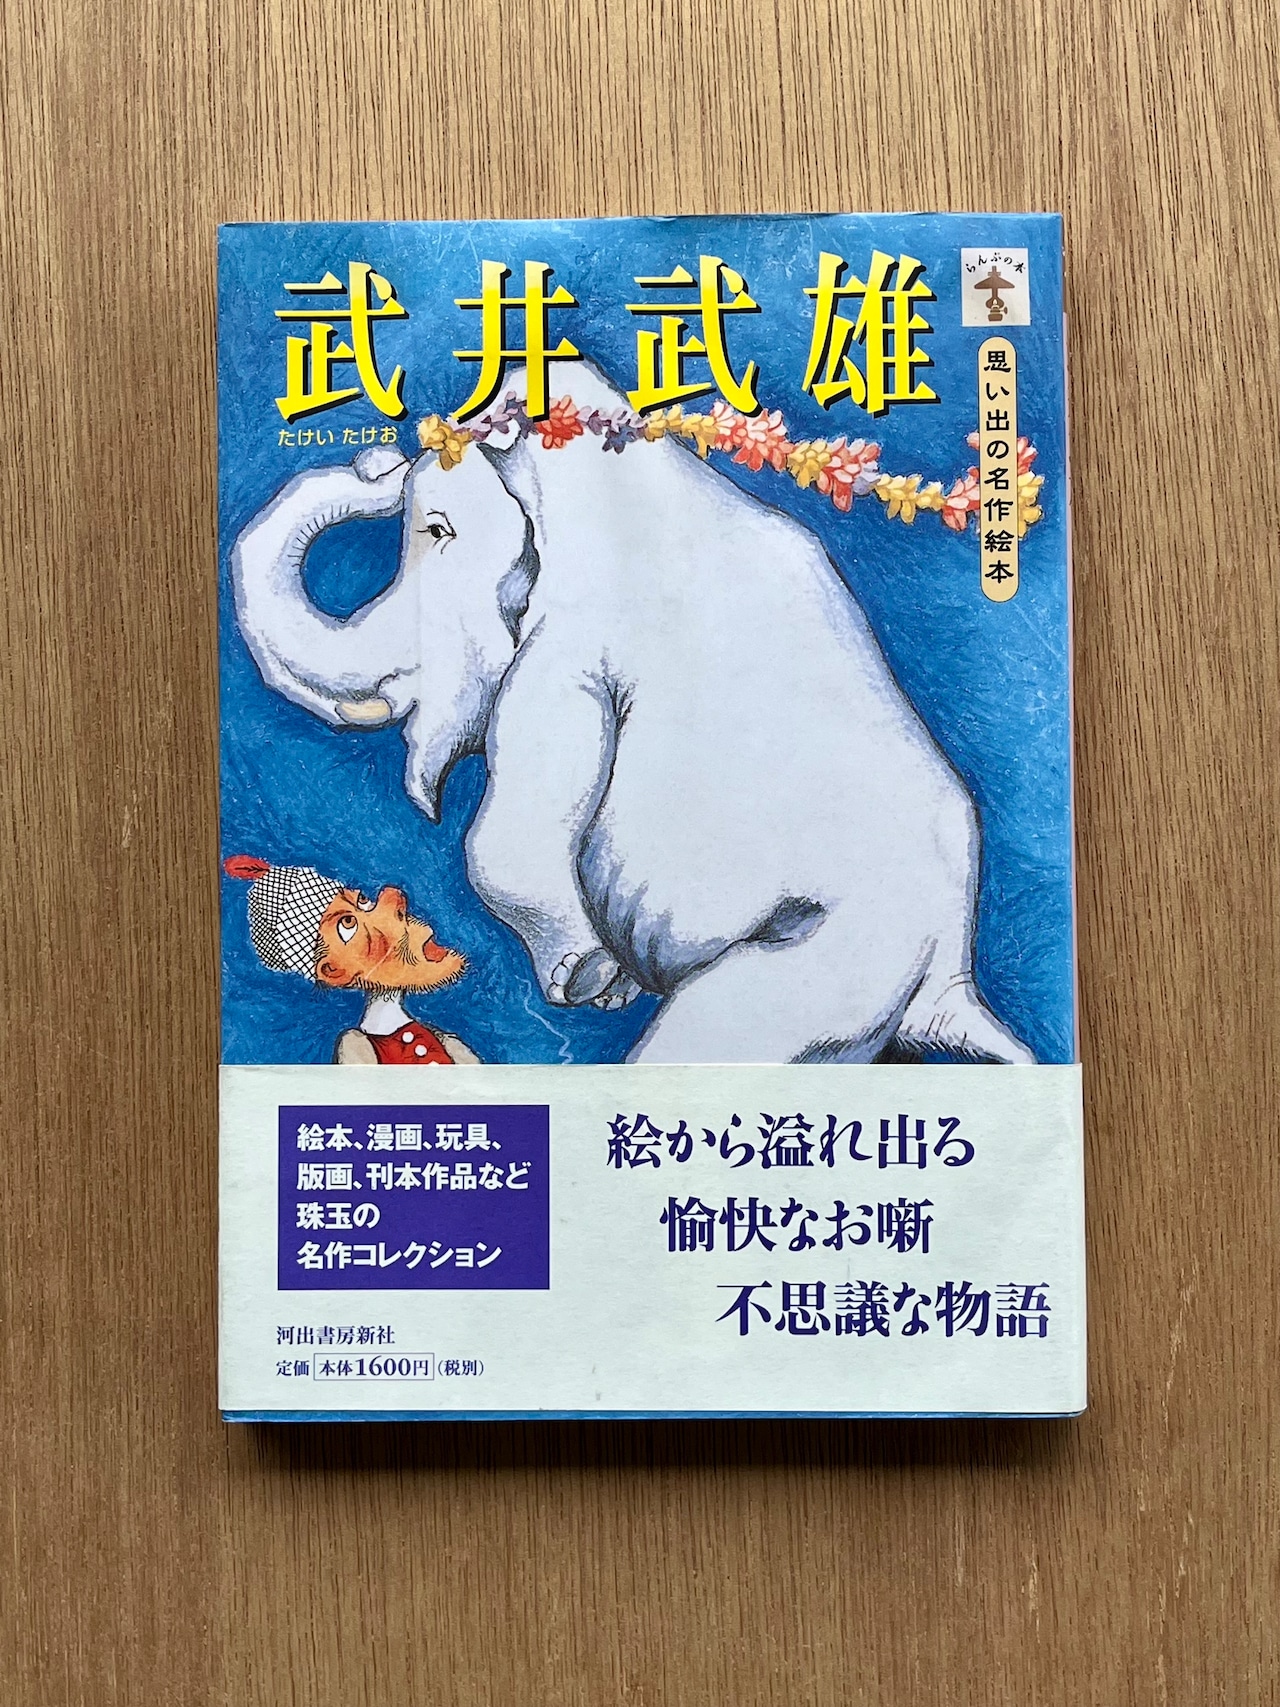 武井武雄
たけい たけお
らんぷの本
思い出の名作絵本
絵本、漫画、玩具、
版画、刊本作品など
珠玉の
名作コレクション
絵から溢れ出る
愉快なお噺
不思議な物語
河出書房新社
定価 本体1600円(税別)